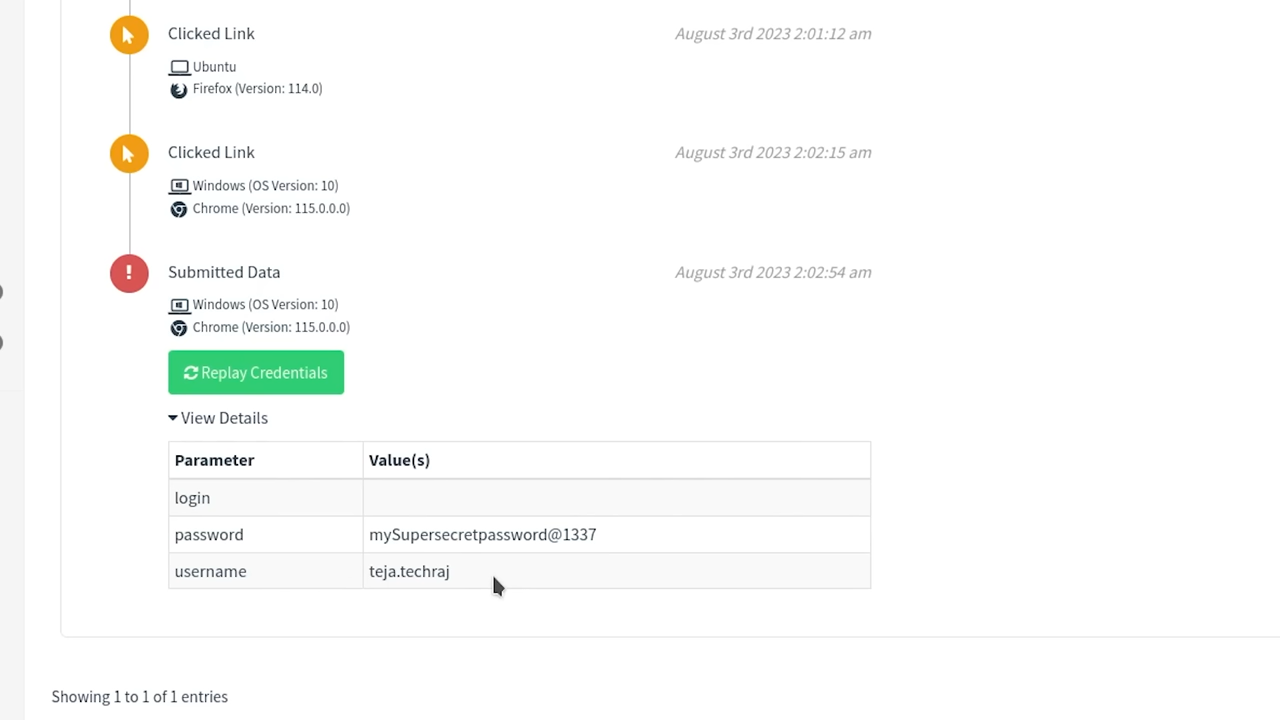 Clicked Link August 3rd 2023 2:01:12 am
Ubuntu
Firefox (Version: 114.0)
Clicked Link August 3rd 2023 2:02:15 am
Windows (OS Version: 10)
Chrome (Version: 115.0.0.0)
! Submitted Data August 3rd 2023 2:02:54 am
Windows (OS Version: 10)
Chrome (Version: 115.0.0.0)
Replay Credentials
View Details
Parameter Value(s)
login
password mySupersecretpassword@1337
username teja.techraj
Showing 1 to 1 of 1 entries